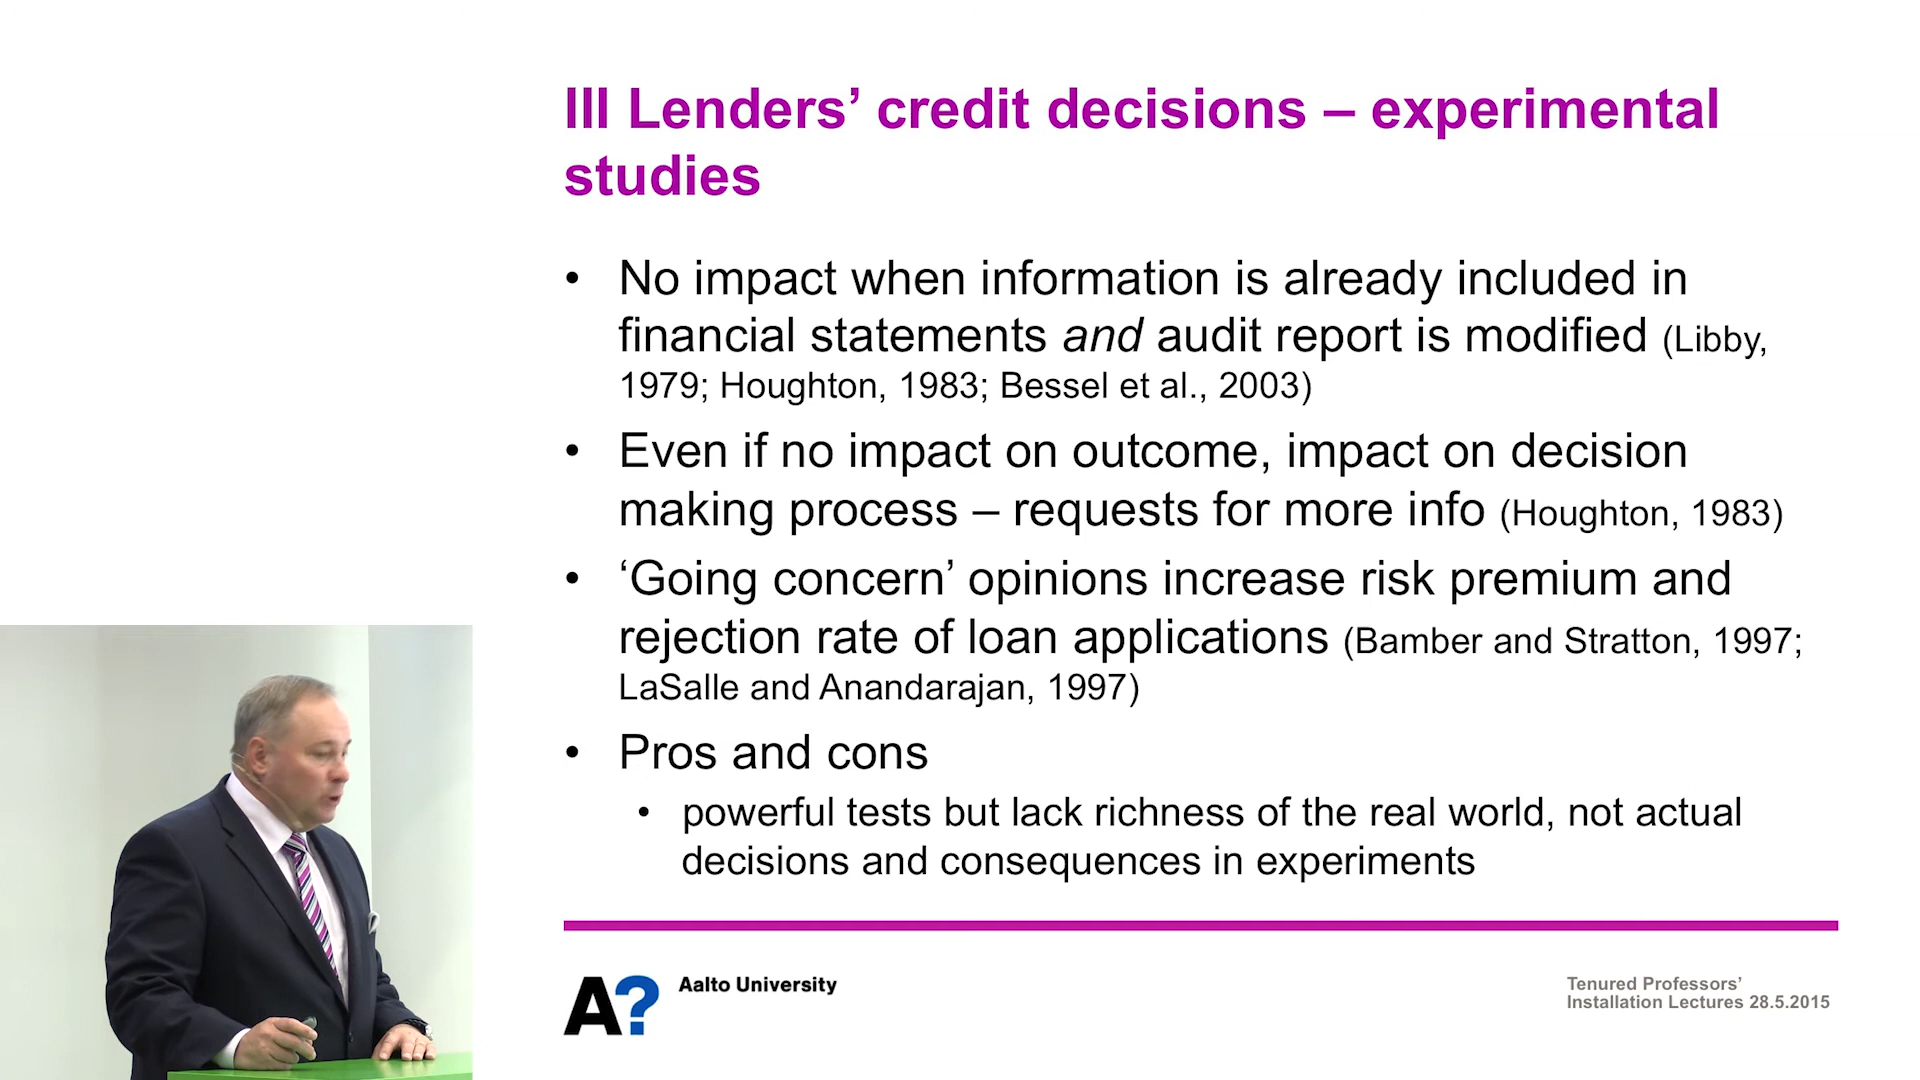 III Lenders’ credit decisions – experimental
studies
• No impact when information is already included in
financial statements and audit report is modified (Libby,
1979; Houghton, 1983; Bessel et al., 2003)
• Even if no impact on outcome, impact on decision
making process – requests for more info (Houghton, 1983)
• ‘Going concern’ opinions increase risk premium and
rejection rate of loan applications (Bamber and Stratton, 1997;
LaSalle and Anandarajan, 1997)
• Pros and cons
• powerful tests but lack richness of the real world, not actual
decisions and consequences in experiments
A?
Aalto University
Tenured Professors’
Installation Lectures 28.5.2015